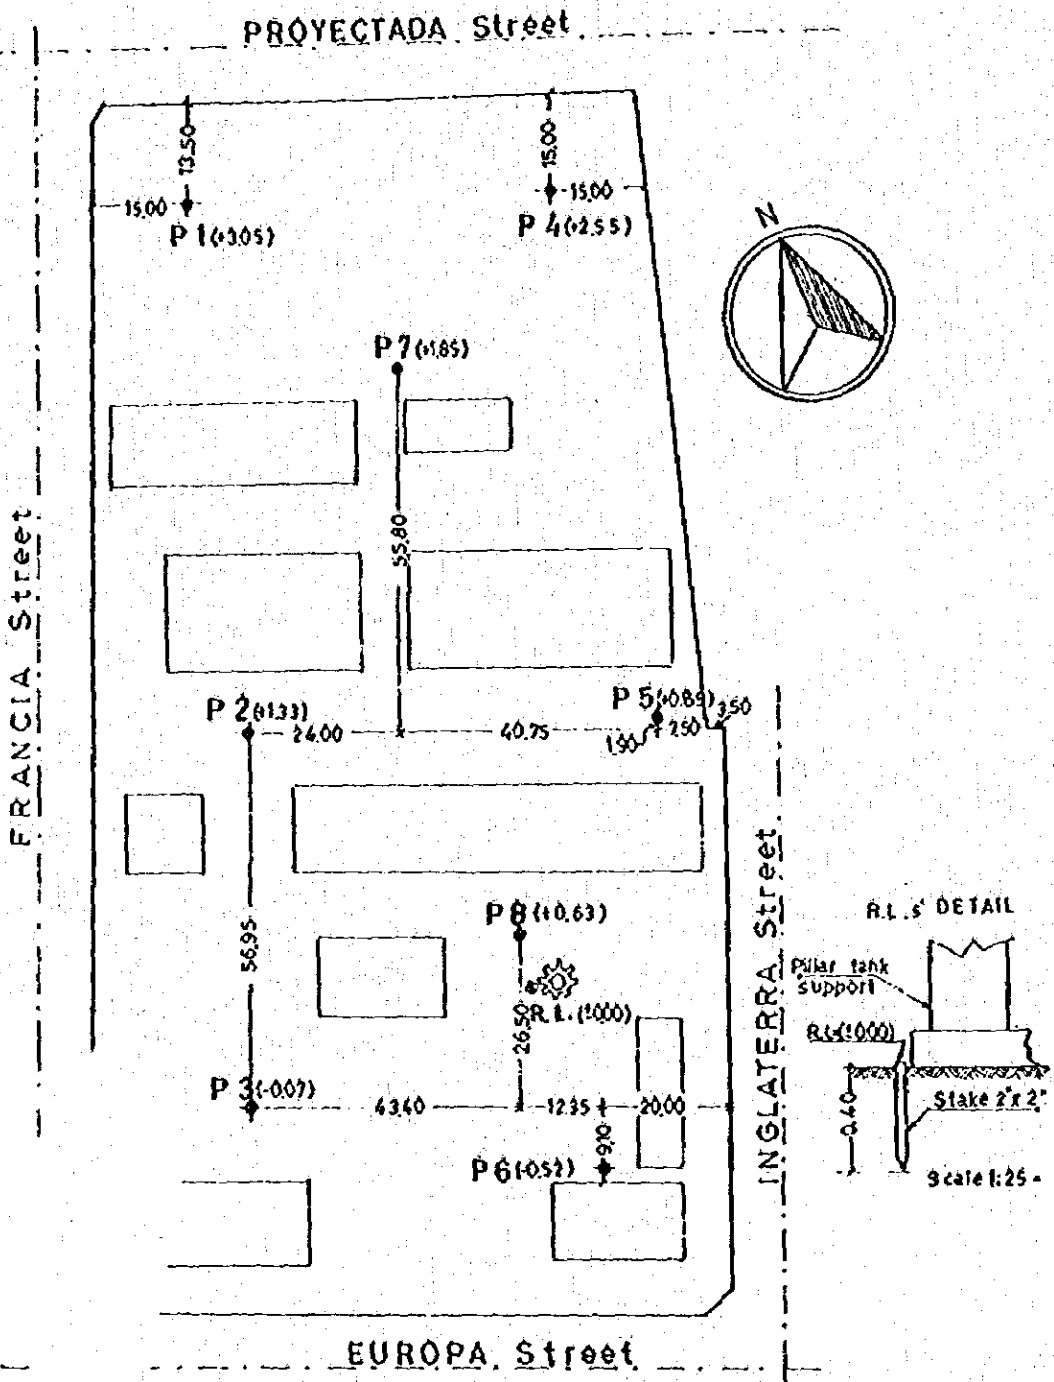 PROYECTADA Street
13.50
15.00
15.00
15.00
P 1 (+3.05)
P 4 (+2.55)
N
P 7 (+1.85)
55.80
FRANCIA Street
P 2 (+1.33)
24.00
40.75
P 5 (+0.85)
3.50
1.90
2.50
56.95
P 8 (+0.63)
R.L. (±000)
26.50
INGLATERRA Street
R.L.s' DETAIL
Pillar tank
support
R.L.(±000)
0.40
Stake 2"x 2"
Scale 1:25
P 3 (-0.07)
43.40
12.35
20.00
9.10
P 6 (-0.52)
EUROPA Street